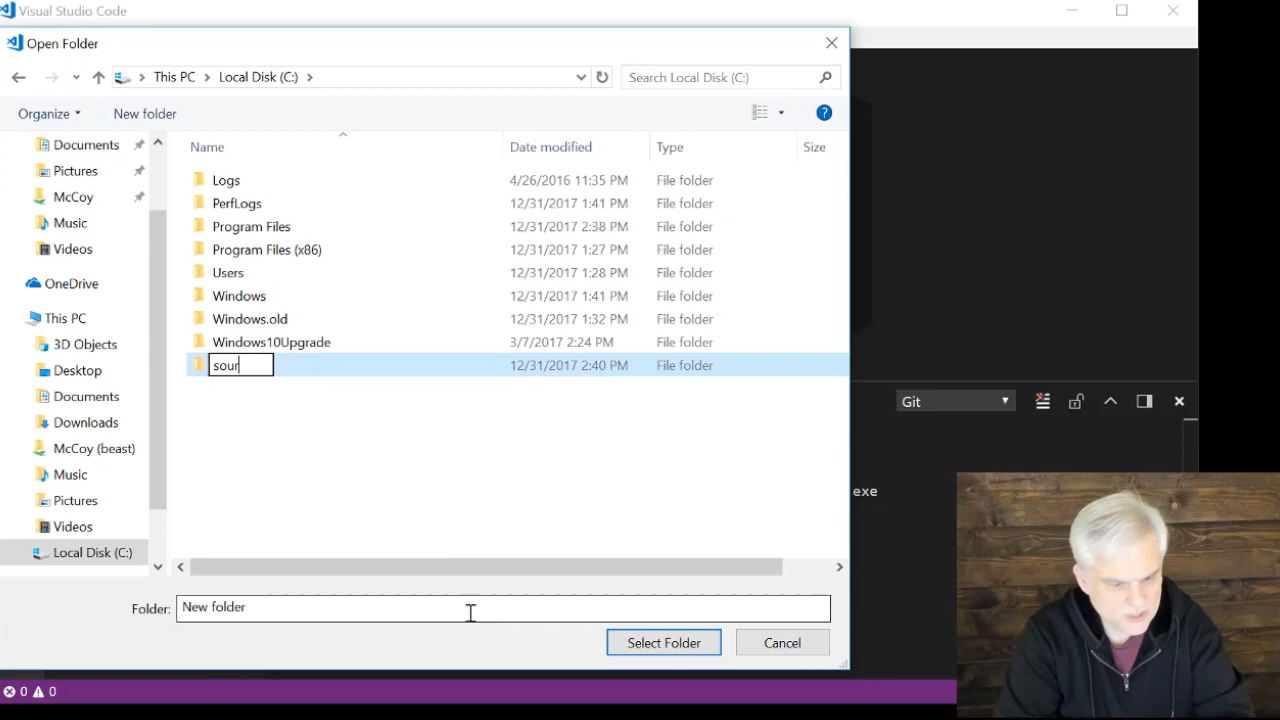 Visual Studio Code
Open Folder
This PC
Local Disk (C:)
Search Local Disk (C:)
Organize
New folder
Name
Date modified
Type
Size
Documents
Pictures
McCoy
Music
Videos
OneDrive
This PC
3D Objects
Desktop
Documents
Downloads
McCoy (beast)
Music
Pictures
Videos
Local Disk (C:)
Logs 4/26/2016 11:35 PM File folder
PerfLogs 12/31/2017 1:41 PM File folder
Program Files 12/31/2017 2:38 PM File folder
Program Files (x86) 12/31/2017 1:27 PM File folder
Users 12/31/2017 1:28 PM File folder
Windows 12/31/2017 1:41 PM File folder
Windows.old 12/31/2017 1:32 PM File folder
Windows10Upgrade 3/7/2017 2:24 PM File folder
sour 12/31/2017 2:40 PM File folder
Git
exe
Folder: New folder
Select Folder
Cancel
0 0